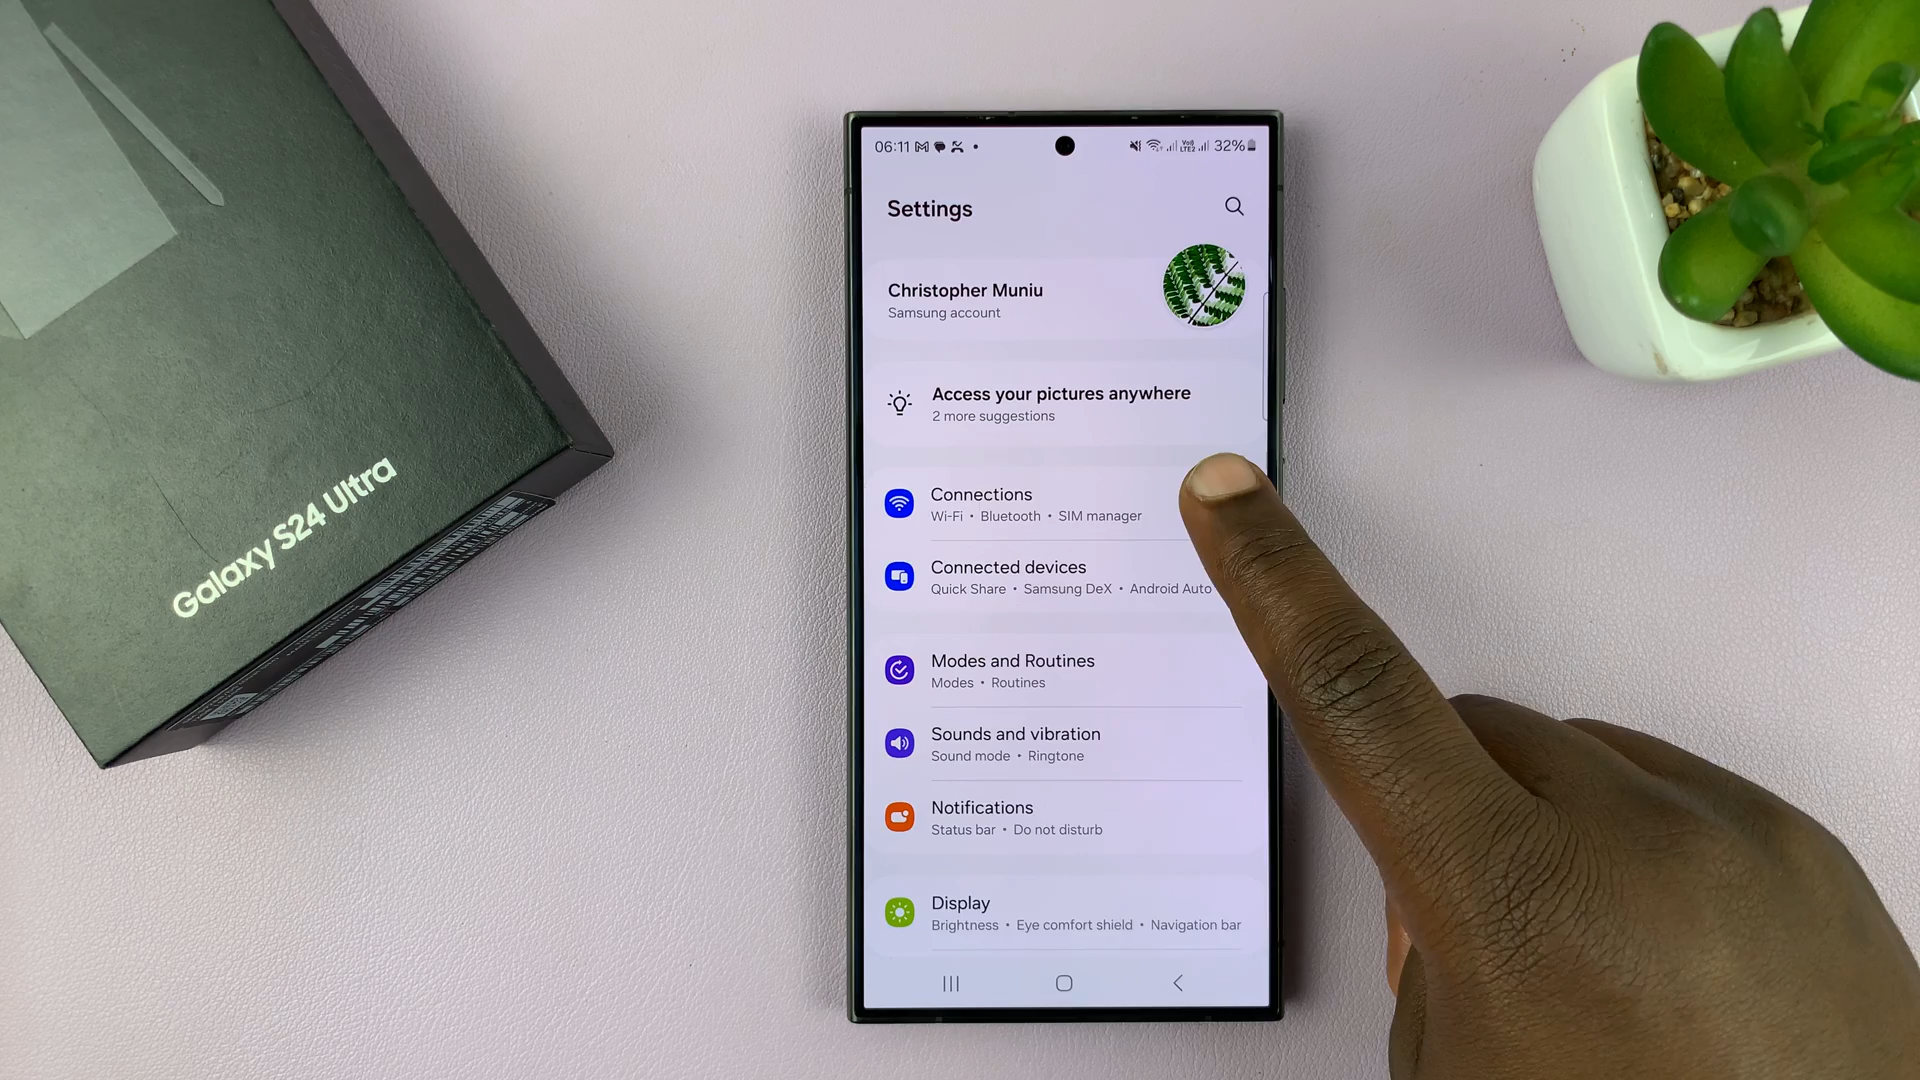 Galaxy S24 Ultra
06:11
32%
Settings
Christopher Muniu
Samsung account
Access your pictures anywhere
2 more suggestions
Connections
Wi-Fi • Bluetooth • SIM manager
Connected devices
Quick Share • Samsung DeX • Android Auto
Modes and Routines
Modes • Routines
Sounds and vibration
Sound mode • Ringtone
Notifications
Status bar • Do not disturb
Display
Brightness • Eye comfort shield • Navigation bar